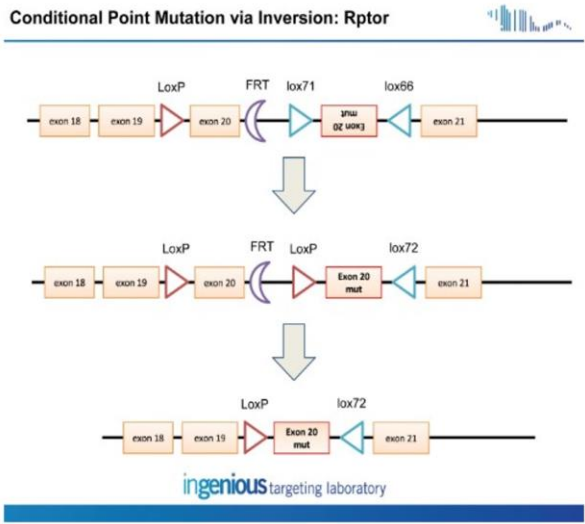 Conditional Point Mutation via Inversion: Rptor
LoxP FRT lox71 lox66
exon 18 exon 19 exon 20 Exon 20 mut exon 21
LoxP FRT LoxP lox72
exon 18 exon 19 exon 20 Exon 20 mut exon 21
LoxP lox72
exon 18 exon 19 Exon 20 mut exon 21
ingenious targeting laboratory